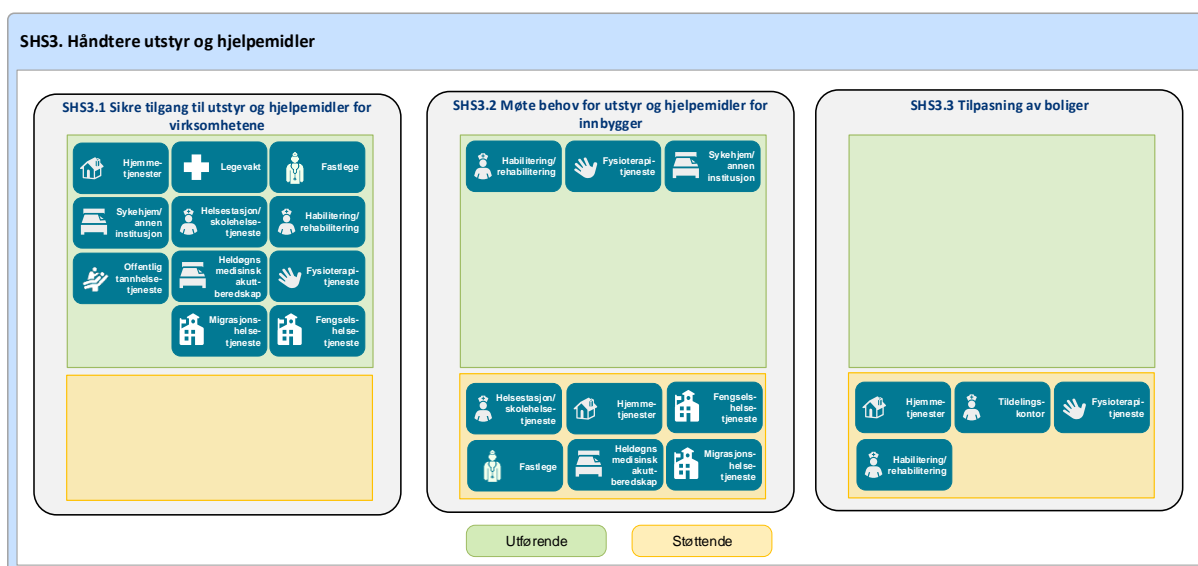 SHS3. Håndtere utstyr og hjelpemidler
SHS3.1 Sikre tilgang til utstyr og hjelpemidler for
virksomhetene
Hjemme-
tjenester
Legevakt
Fastlege
Sykehjem/
annen
institusjon
Helsestasjon/
skolehelse-
tjeneste
Habilitering/
rehabilitering
Offentlig
tannhelse-
tjeneste
Heldøgns
medisinsk
akutt-
beredskap
Fysioterapi-
tjeneste
Migrasjons-
helse-
tjeneste
Fengsels-
helse-
tjeneste
SHS3.2 Møte behov for utstyr og hjelpemidler for
innbygger
Habilitering/
rehabilitering
Fysioterapi-
tjeneste
Sykehjem/
annen
institusjon
Helsestasjon/
skolehelse-
tjeneste
Hjemme-
tjenester
Fengsels-
helse-
tjeneste
Fastlege
Heldøgns
medisinsk
akutt-
beredskap
Migrasjons-
helse-
tjeneste
SHS3.3 Tilpasning av boliger
Hjemme-
tjenester
Tildelings-
kontor
Fysioterapi-
tjeneste
Habilitering/
rehabilitering
Utførende
Støttende